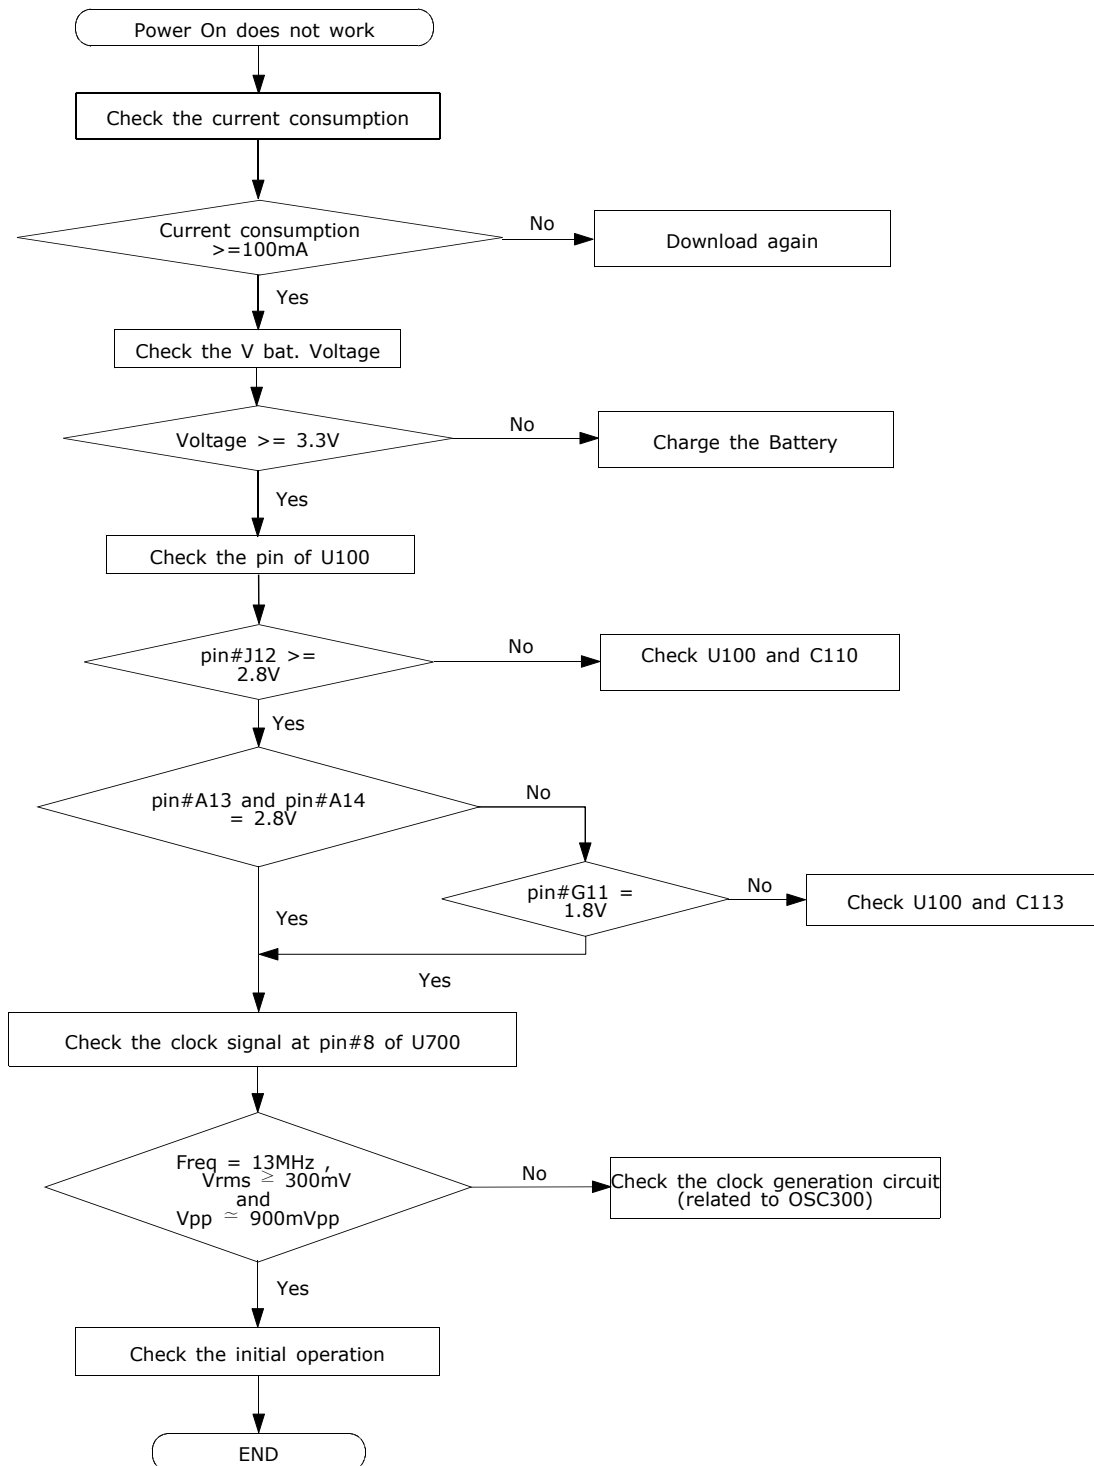 Power On does not work
Check the current consumption
Current consumption
>=100mA
No
Download again
Yes
Check the V bat. Voltage
Voltage >= 3.3V
No
Charge the Battery
Yes
Check the pin of U100
pin#J12 >=
2.8V
No
Check U100 and C110
Yes
pin#A13 and pin#A14
= 2.8V
No
pin#G11 =
1.8V
No
Check U100 and C113
Yes
Yes
Check the clock signal at pin#8 of U700
Freq = 13MHz ,
Vrms ≥ 300mV
and
Vpp ≃ 900mVpp
No
Check the clock generation circuit
(related to OSC300)
Yes
Check the initial operation
END